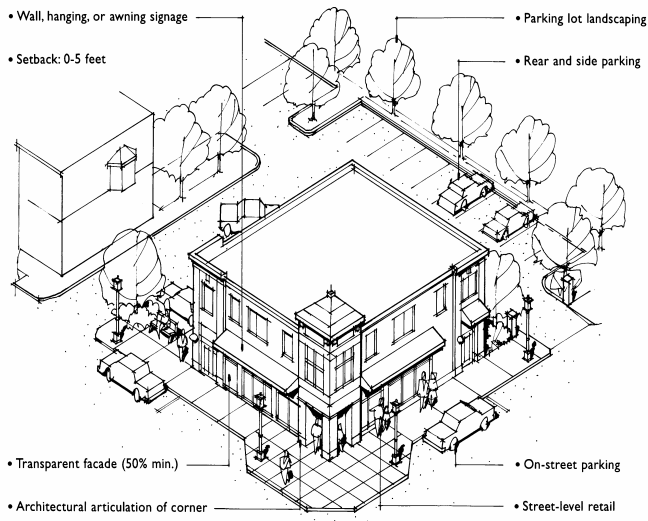 • Wall, hanging, or awning signage
• Parking lot landscaping
• Setback: 0-5 feet
• Rear and side parking
• Transparent facade (50% min.)
• On-street parking
• Architectural articulation of corner
• Street-level retail